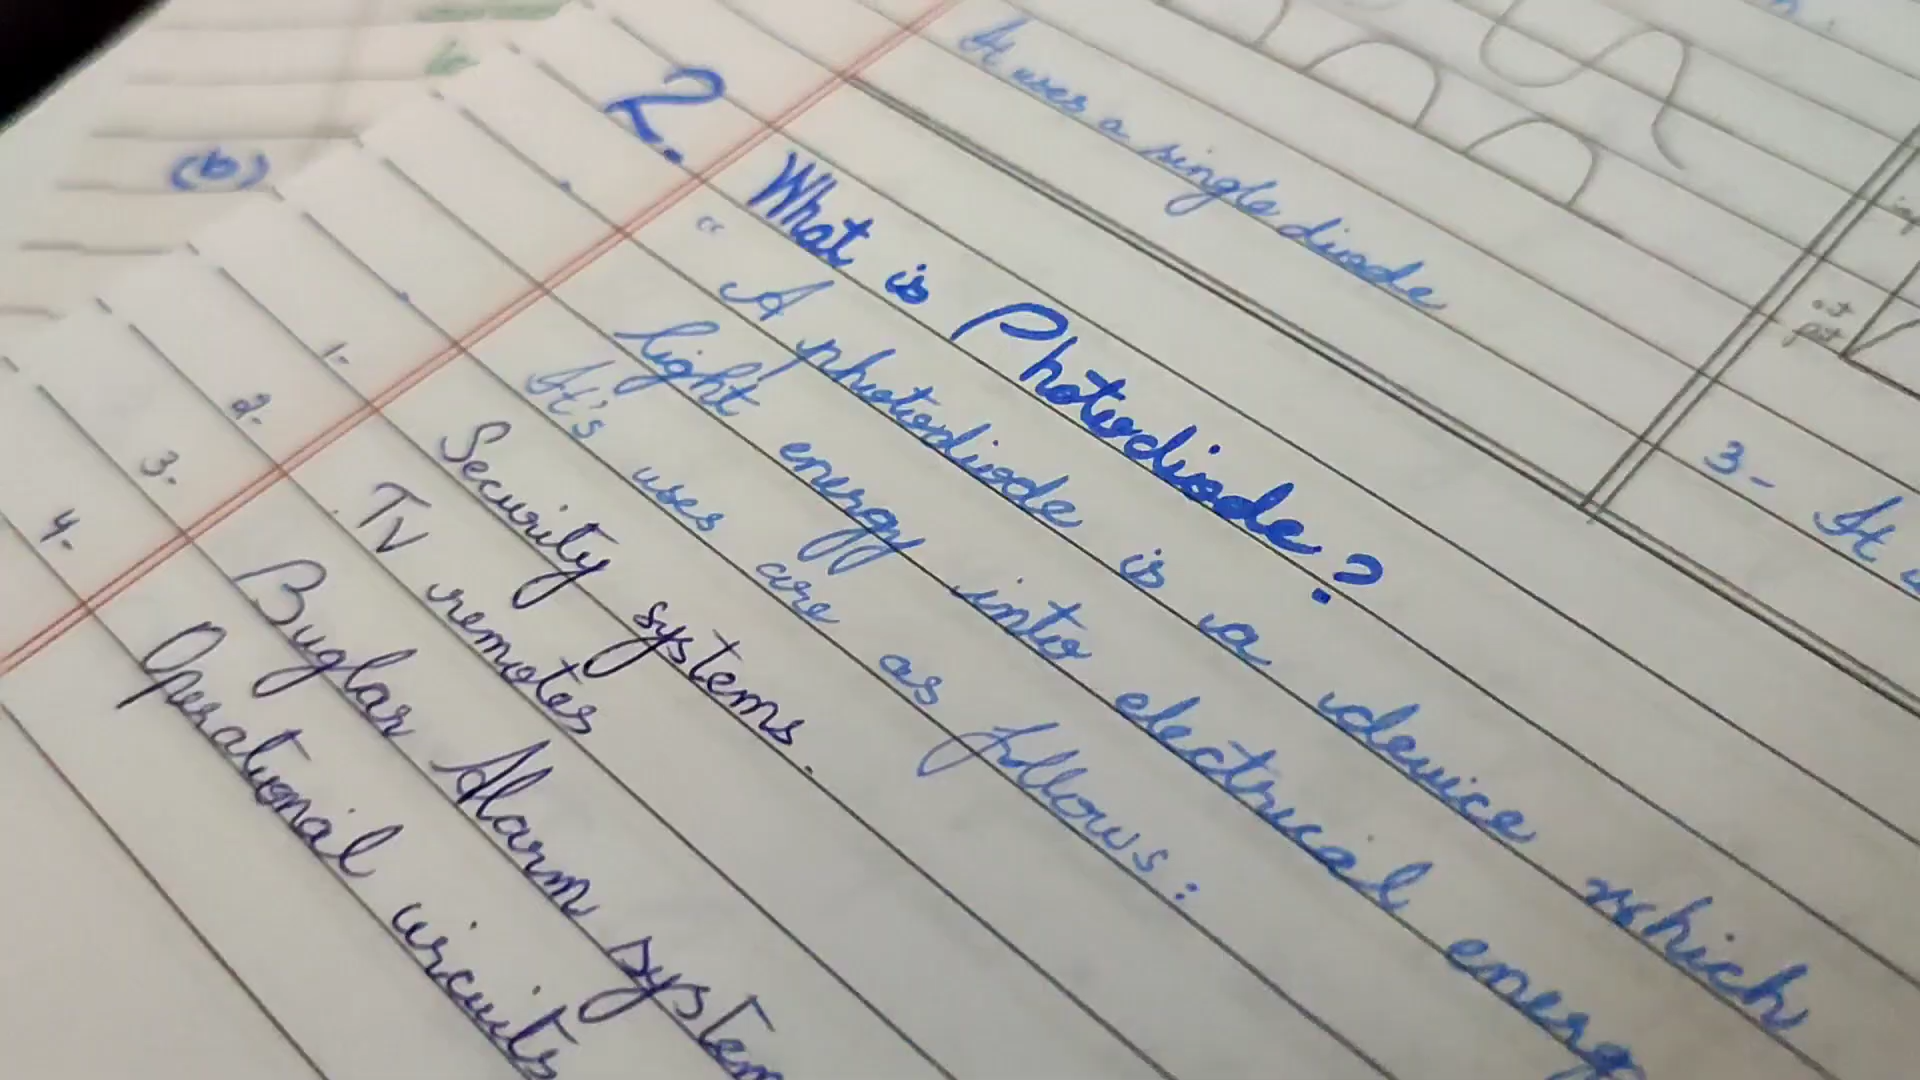 It uses a single diode
3- It
2. What is Photodiode?
" A photodiode is a device which
light energy into electrical energ
(b) It's uses are as follows:
1- Security systems.
2- TV remotes
3- Buglar Alarm system
4- Operational circuits